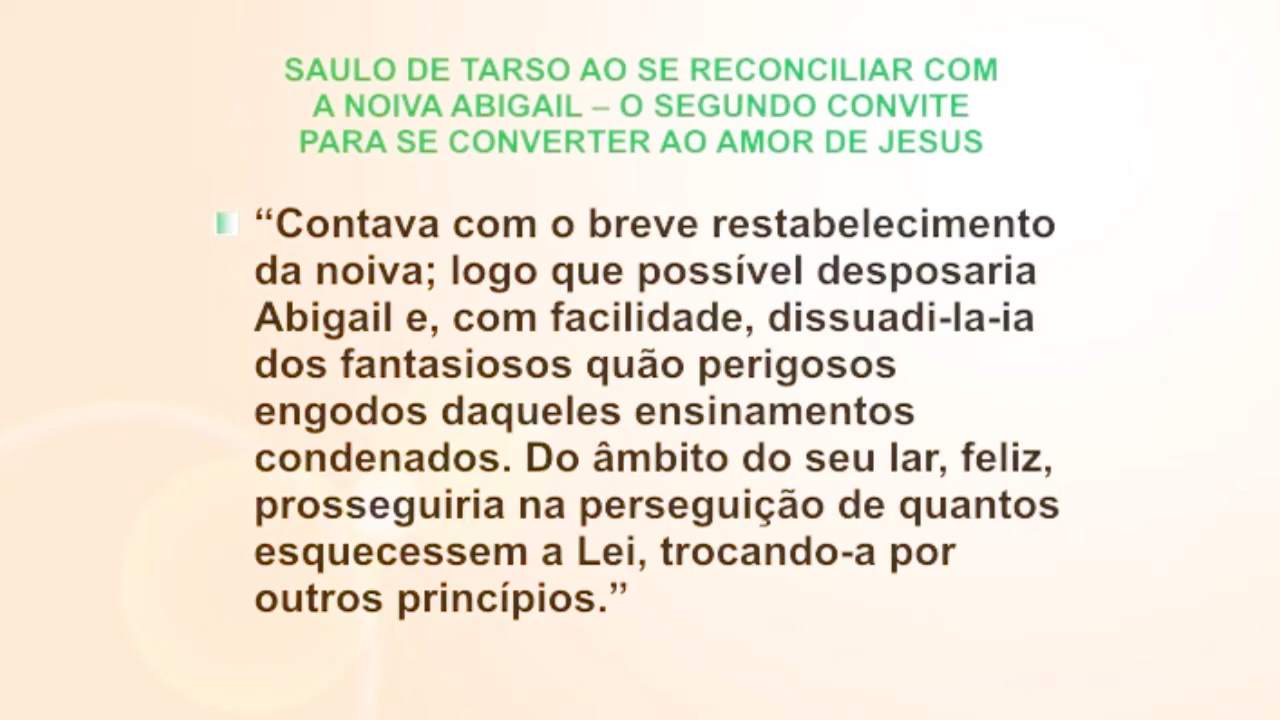 SAULO DE TARSO AO SE RECONCILIAR COM
A NOIVA ABIGAIL – O SEGUNDO CONVITE
PARA SE CONVERTER AO AMOR DE JESUS
“Contava com o breve restabelecimento
da noiva; logo que possível desposaria
Abigail e, com facilidade, dissuadi-la-ia
dos fantasiosos quão perigosos
engodos daqueles ensinamentos
condenados. Do âmbito do seu lar, feliz,
prosseguiria na perseguição de quantos
esquecessem a Lei, trocando-a por
outros princípios.”